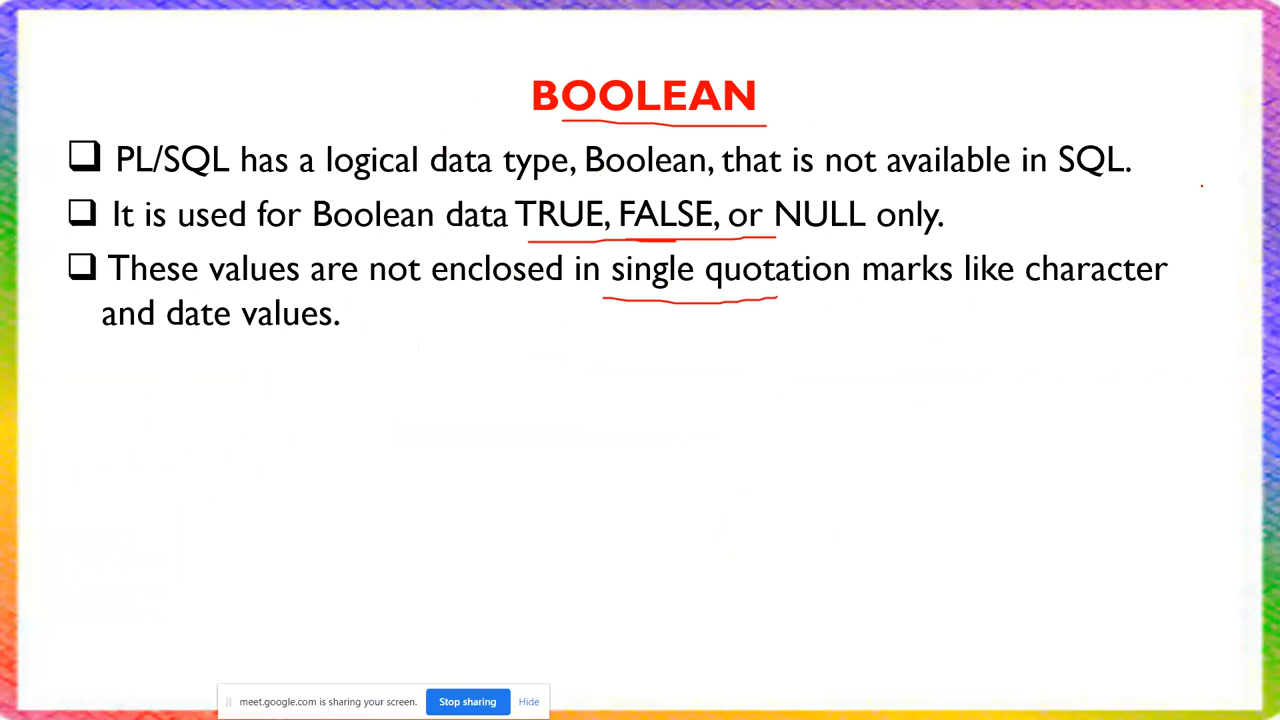 BOOLEAN
PL/SQL has a logical data type, Boolean, that is not available in SQL.
It is used for Boolean data TRUE, FALSE, or NULL only.
These values are not enclosed in single quotation marks like character
and date values.
meet.google.com is sharing your screen. Stop sharing Hide